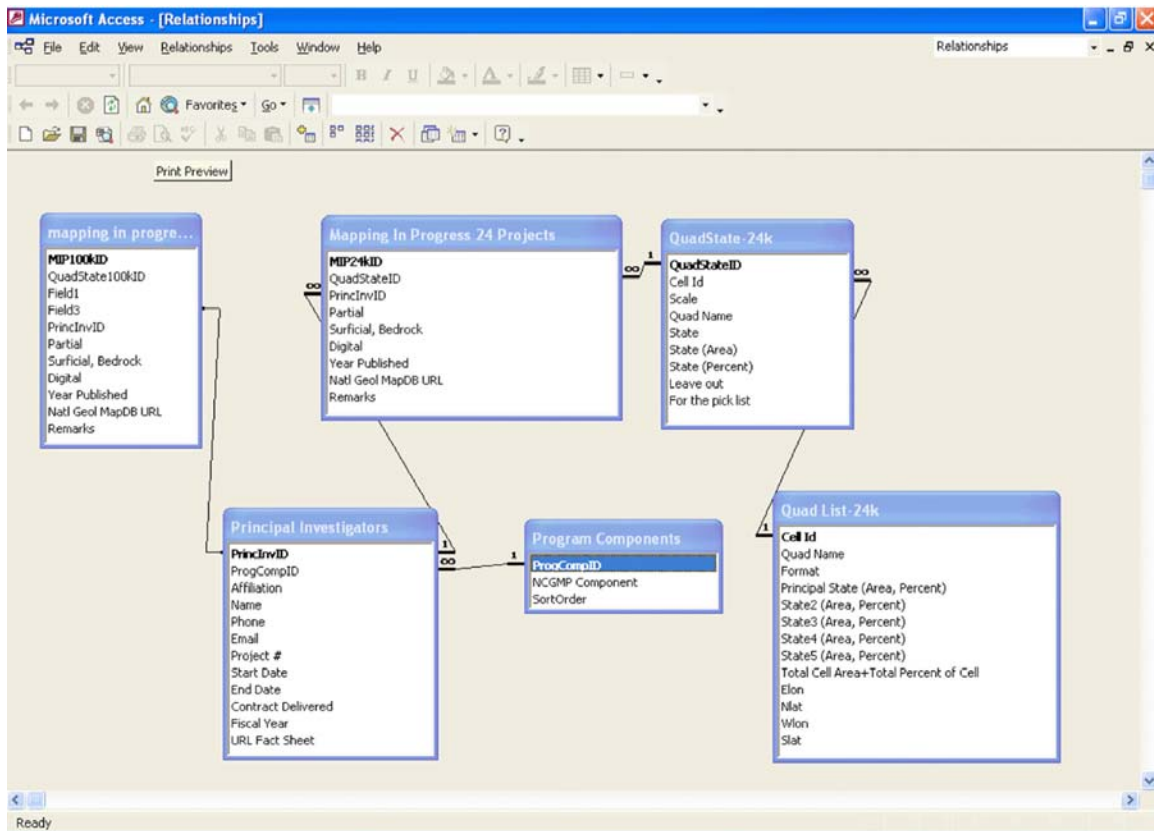 Microsoft Access - [Relationships]
File Edit View Relationships Tools Window Help
Relationships
B I U
Favorites Go
Print Preview
mapping in progre...
MIP100kID
QuadState100kID
Field1
Field3
PrincInvID
Partial
Surficial, Bedrock
Digital
Year Published
Natl Geol MapDB URL
Remarks
Mapping In Progress 24 Projects
MIP24kID
QuadStateID
PrincInvID
Partial
Surficial, Bedrock
Digital
Year Published
Natl Geol MapDB URL
Remarks
∞
∞
1
QuadState-24k
QuadStateID
Cell Id
Scale
Quad Name
State
State (Area)
State (Percent)
Leave out
For the pick list
∞
Principal Investigators
PrincInvID
ProgCompID
Affiliation
Name
Phone
Email
Project #
Start Date
End Date
Contract Delivered
Fiscal Year
URL Fact Sheet
1
∞
1
Program Components
ProgCompID
NCGMP Component
SortOrder
1
Quad List-24k
Cell Id
Quad Name
Format
Principal State (Area, Percent)
State2 (Area, Percent)
State3 (Area, Percent)
State4 (Area, Percent)
State5 (Area, Percent)
Total Cell Area+Total Percent of Cell
Elon
Nlat
Wlon
Slat
Ready